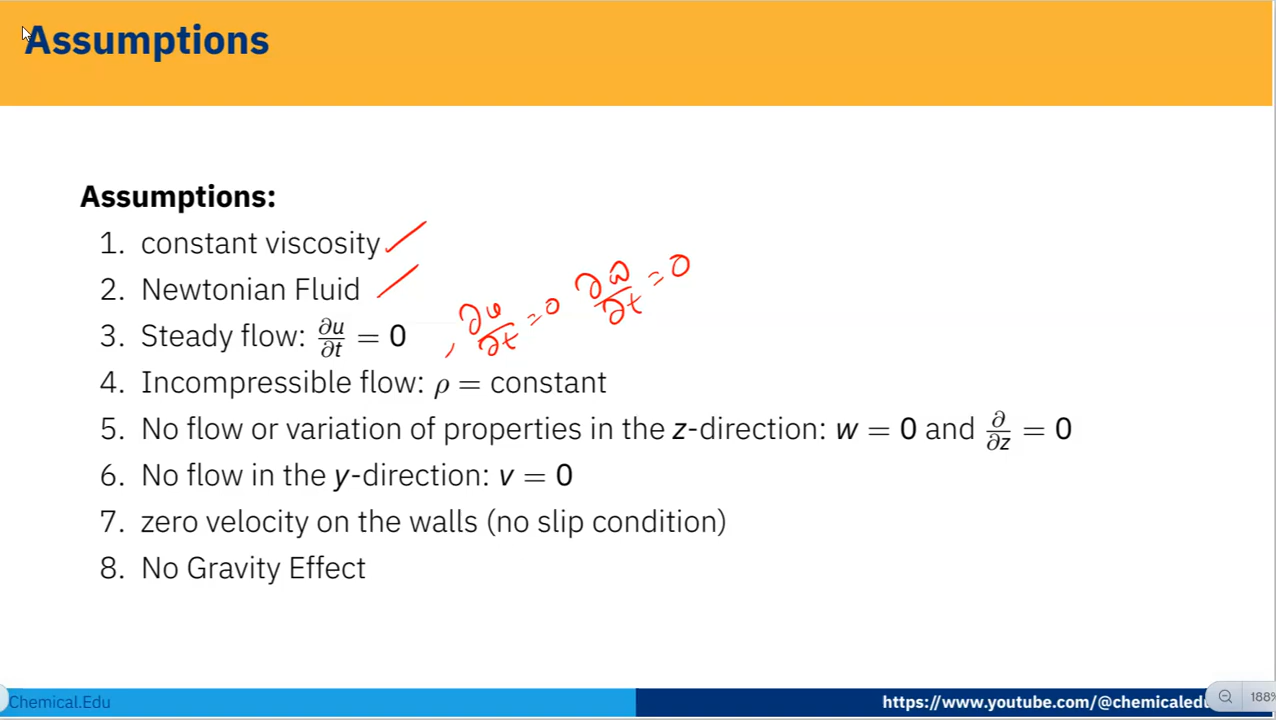 Assumptions
Assumptions:
1. constant viscosity
2. Newtonian Fluid
3. Steady flow: ∂u/∂t = 0 , ∂v/∂t = 0 ∂ω/∂t = 0
4. Incompressible flow: ρ = constant
5. No flow or variation of properties in the z-direction: w = 0 and ∂/∂z = 0
6. No flow in the y-direction: v = 0
7. zero velocity on the walls (no slip condition)
8. No Gravity Effect
Chemical.Edu
https://www.youtube.com/@chemicaledu
188%